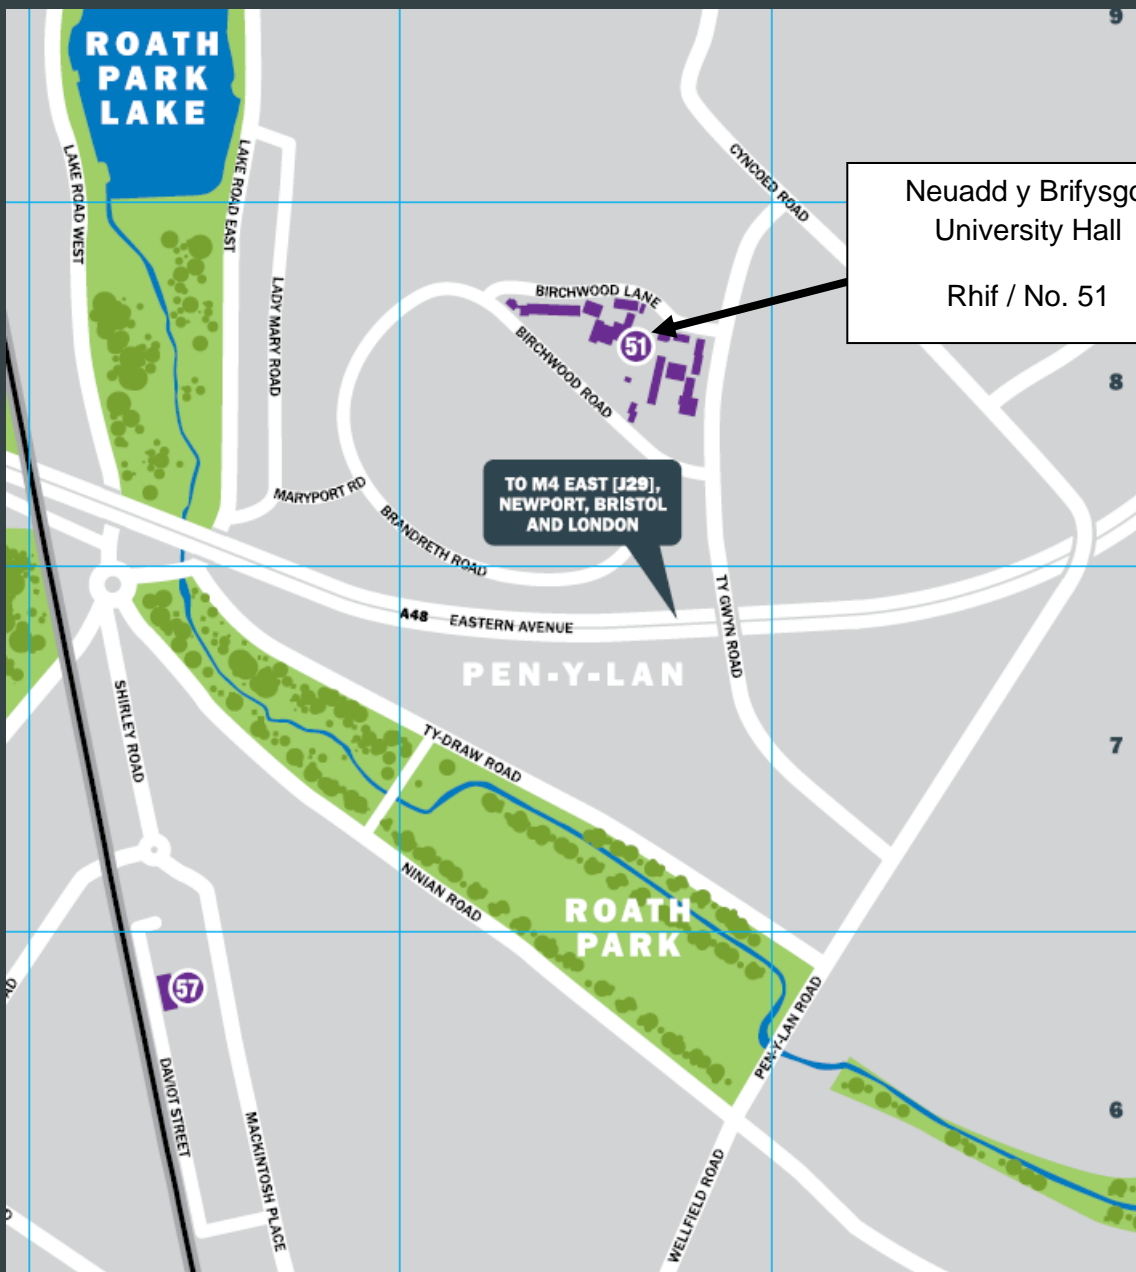 9
ROATH
PARK
LAKE
LAKE ROAD WEST
LAKE ROAD EAST
LADY MARY ROAD
CYNCOED ROAD
Neuadd y Brifysgo
University Hall
Rhif / No. 51
BIRCHWOOD LANE
51
BIRCHWOOD ROAD
8
MARYPORT RD
BRANDRETH ROAD
TO M4 EAST [J29],
NEWPORT, BRISTOL
AND LONDON
A48 EASTERN AVENUE
TY GWYN ROAD
PEN-Y-LAN
SHIRLEY ROAD
TY-DRAW ROAD
7
NINIAN ROAD
ROATH
PARK
57
PEN-Y-LAN ROAD
DAVIOT STREET
MACKINTOSH PLACE
6
WELLFIELD ROAD